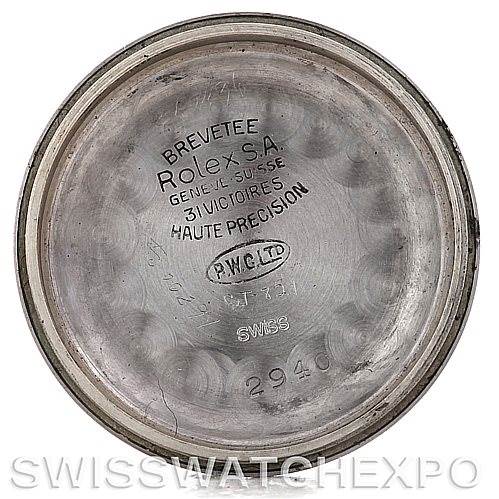 BREVETEE
Rolex S.A.
GENEVE-SUISSE
31 VICTOIRES
HAUTE PRECISION
P.W.C.LTD
SWISS
2940
SWISSWATCHEXPO